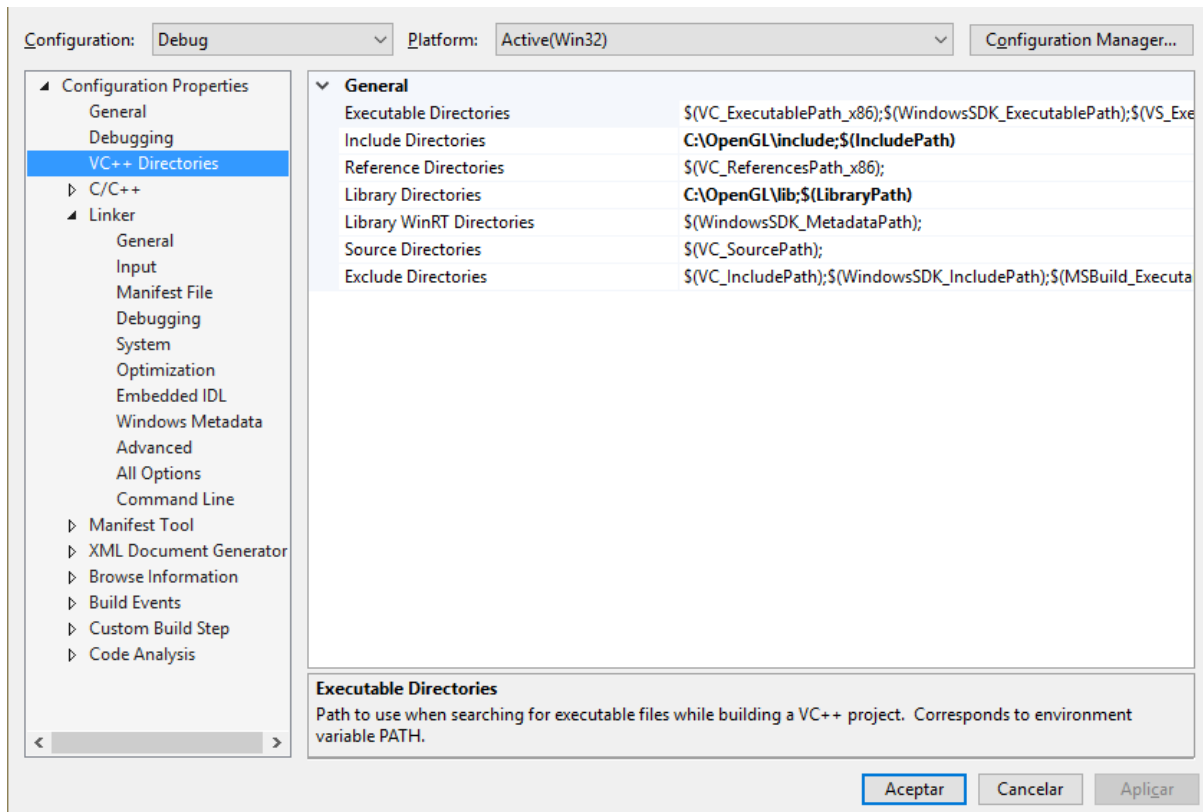 Configuration: Debug Platform: Active(Win32) Configuration Manager...
Configuration Properties
General
Debugging
VC++ Directories
C/C++
Linker
General
Input
Manifest File
Debugging
System
Optimization
Embedded IDL
Windows Metadata
Advanced
All Options
Command Line
Manifest Tool
XML Document Generator
Browse Information
Build Events
Custom Build Step
Code Analysis
General
Executable Directories $(VC_ExecutablePath_x86);$(WindowsSDK_ExecutablePath);$(VS_Exe
Include Directories C:\OpenGL\include;$(IncludePath)
Reference Directories $(VC_ReferencesPath_x86);
Library Directories C:\OpenGL\lib;$(LibraryPath)
Library WinRT Directories $(WindowsSDK_MetadataPath);
Source Directories $(VC_SourcePath);
Exclude Directories $(VC_IncludePath);$(WindowsSDK_IncludePath);$(MSBuild_Executa
Executable Directories
Path to use when searching for executable files while building a VC++ project.  Corresponds to environment
variable PATH.
Aceptar Cancelar Aplicar